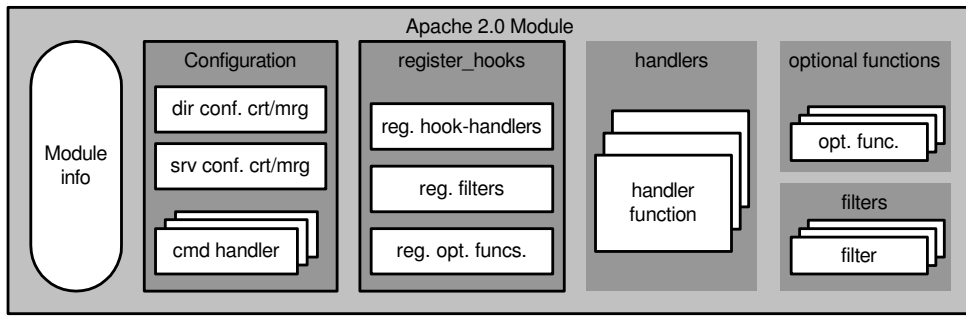 Apache 2.0 Module
Module
info
Configuration
dir conf. crt/mrg
srv conf. crt/mrg
cmd handler
register_hooks
reg. hook-handlers
reg. filters
reg. opt. funcs.
handlers
handler
function
optional functions
opt. func.
filters
filter